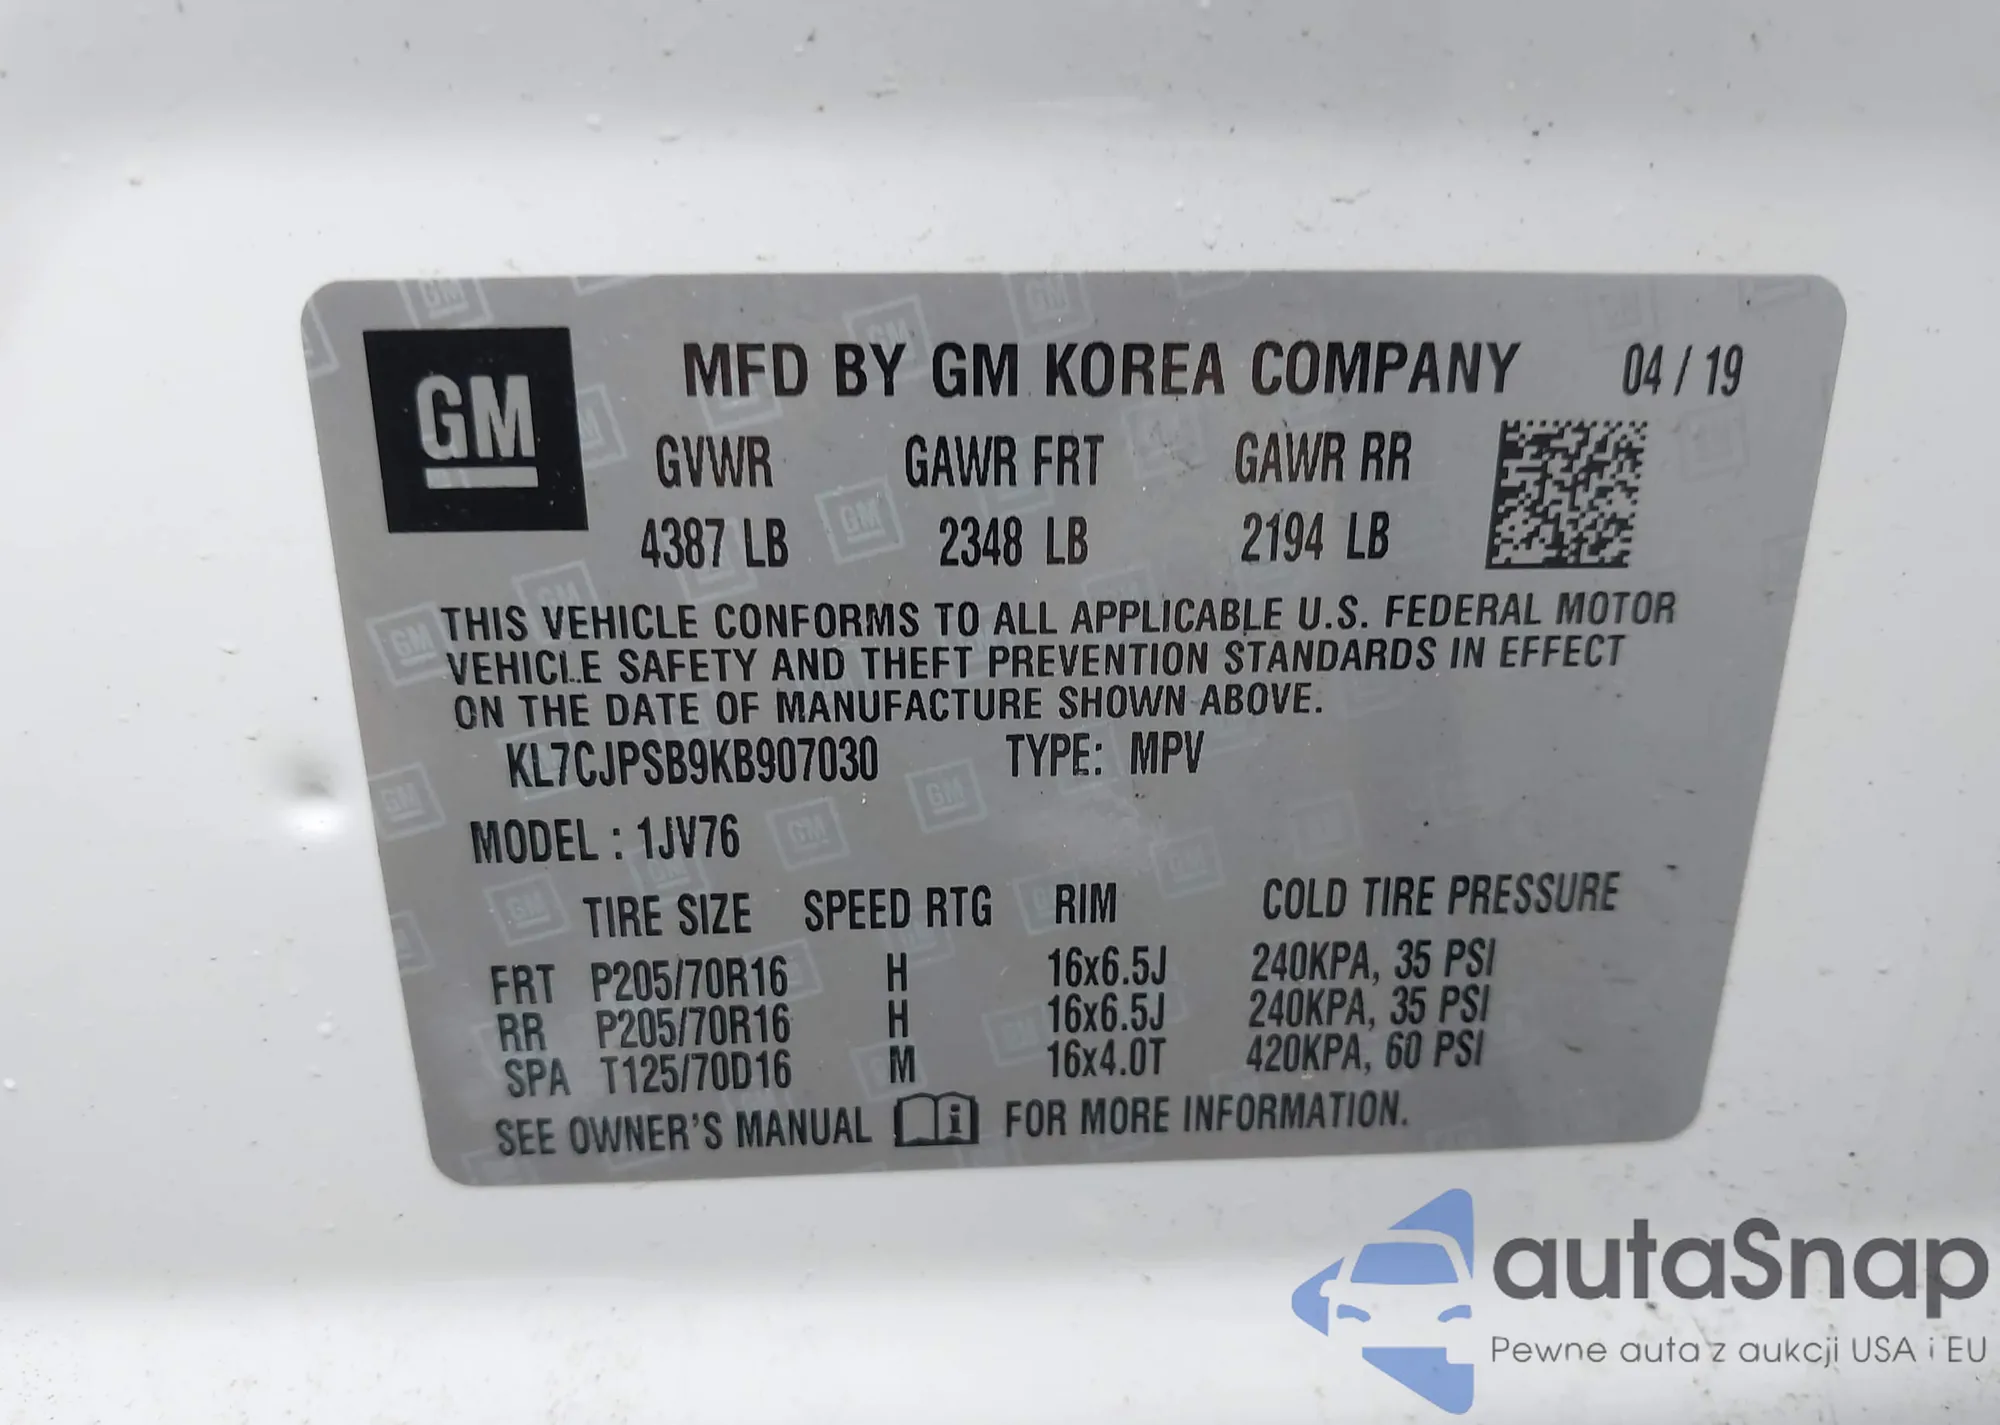 GM
MFD BY GM KOREA COMPANY 04 / 19
GVWR GAWR FRT GAWR RR
4387 LB 2348 LB 2194 LB
THIS VEHICLE CONFORMS TO ALL APPLICABLE U.S. FEDERAL MOTOR
VEHICLE SAFETY AND THEFT PREVENTION STANDARDS IN EFFECT
ON THE DATE OF MANUFACTURE SHOWN ABOVE.
KL7CJPSB9KB907030 TYPE: MPV
MODEL : 1JV76
TIRE SIZE SPEED RTG RIM COLD TIRE PRESSURE
FRT P205/70R16 H 16x6.5J 240KPA, 35 PSI
RR P205/70R16 H 16x6.5J 240KPA, 35 PSI
SPA T125/70D16 M 16x4.0T 420KPA, 60 PSI
SEE OWNER'S MANUAL i FOR MORE INFORMATION.
autaSnap
Pewne auta z aukcji USA i EU